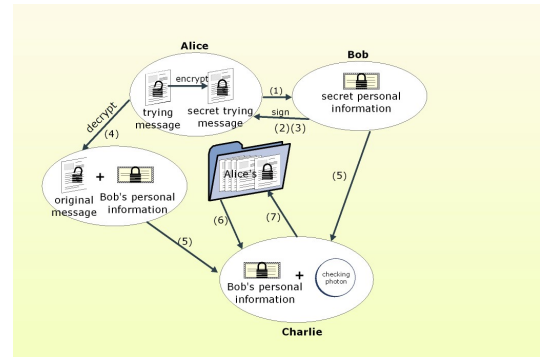 Alice
Bob
encrypt
trying
message
secret trying
message
(1)
sign
(2)(3)
secret personal
information
decrypt
(4)
original
message
+
Bob's personal
information
Alice's
(5)
(5)
(6)
(7)
Bob's personal
information
+
checking
photon
Charlie